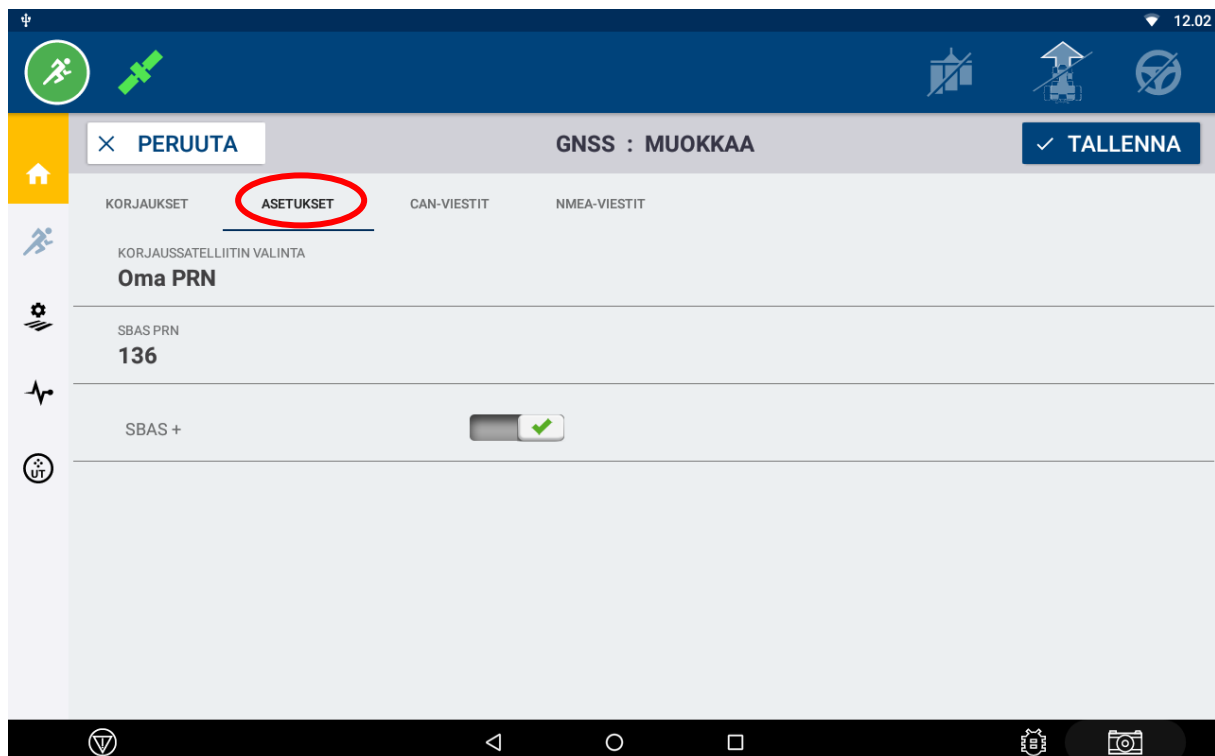 12.02
PERUUTA
GNSS : MUOKKAA
TALLENNA
KORJAUKSET
ASETUKSET
CAN-VIESTIT
NMEA-VIESTIT
KORJAUSSATELLIITIN VALINTA
Oma PRN
SBAS PRN
136
SBAS +
UT